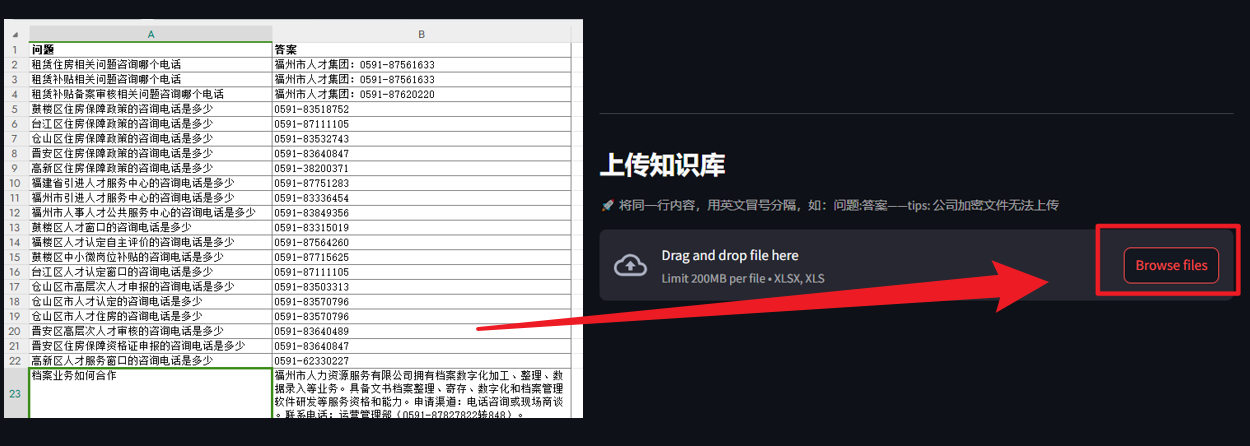 A B
1 问题 答案
2 租赁住房相关问题咨询哪个电话 福州市人才集团：0591-87561633
3 租赁补贴相关问题咨询哪个电话 福州市人才集团：0591-87561633
4 租赁补贴备案审核相关问题咨询哪个电话 福州市人才集团：0591-87620220
5 鼓楼区住房保障政策的咨询电话是多少 0591-83518752
6 台江区住房保障政策的咨询电话是多少 0591-87111105
7 仓山区住房保障政策的咨询电话是多少 0591-83532743
8 晋安区住房保障政策的咨询电话是多少 0591-83640847
9 高新区住房保障政策的咨询电话是多少 0591-38200371
10 福建省引进人才服务中心的咨询电话是多少 0591-87751283
11 福州市引进人才服务中心的咨询电话是多少 0591-83336454
12 福州市人事人才公共服务中心的咨询电话是多少 0591-83849356
13 鼓楼区人才窗口的咨询电话是多少 0591-83315019
14 福楼区人才认定自主评价的咨询电话是多少 0591-87564260
15 鼓楼区中小微岗位补贴的咨询电话是多少 0591-87715625
16 台江区人才认定窗口的咨询电话是多少 0591-87111105
17 仓山区市高层次人才申报的咨询电话是多少 0591-83503313
18 仓山区市人才认定的咨询电话是多少 0591-83570796
19 仓山区市人才住房的咨询电话是多少 0591-83570796
20 晋安区高层次人才审核的咨询电话是多少 0591-83640489
21 晋安区住房保障资格证申报的咨询电话是多少 0591-83640847
22 高新区人才服务窗口的咨询电话是多少 0591-62330227
23 档案业务如何合作 福州市人力资源服务有限公司拥有档案数字化加工、整理、数
据录入等业务。具备文书档案整理、寄存、数字化和档案管理
软件研发等服务资格和能力。申请渠道：电话咨询或现场商谈
。联系电话：运营管理部（0591-87827822转848）。
上传知识库
🚀 将同一行内容，用英文冒号分隔，如：问题:答案——tips: 公司加密文件无法上传
Drag and drop file here
Limit 200MB per file • XLSX, XLS
Browse files